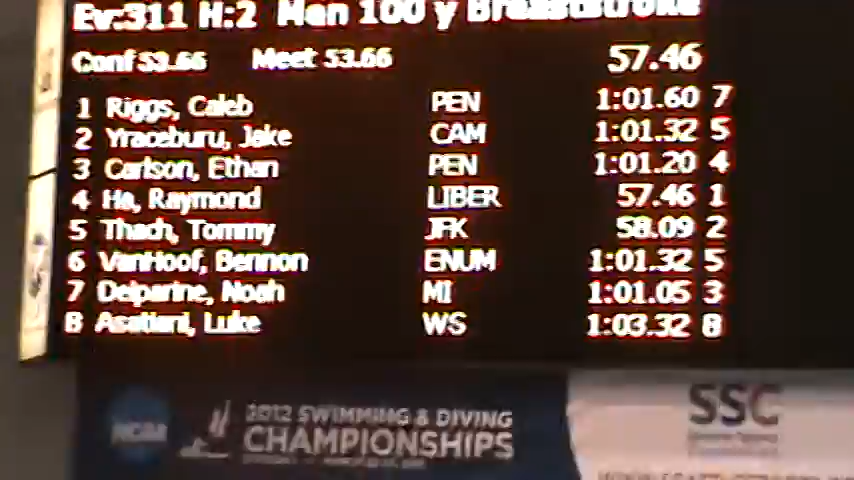 Ev:311 H:2 Men 100 y Breaststroke
Conf 53.66 Meet 53.66 57.46
1 Riggs, Caleb PEN 1:01.60 7
2 Yraceburu, Jake CAM 1:01.32 5
3 Carlson, Ethan PEN 1:01.20 4
4 Ha, Raymond LIBER 57.46 1
5 Thach, Tommy JFK 58.09 2
6 VanHoof, Bennon ENUM 1:01.32 5
7 Delparine, Noah MI 1:01.05 3
8 Asatiani, Luke WS 1:03.32 8
NCAA
2012 SWIMMING & DIVING
CHAMPIONSHIPS
SSC